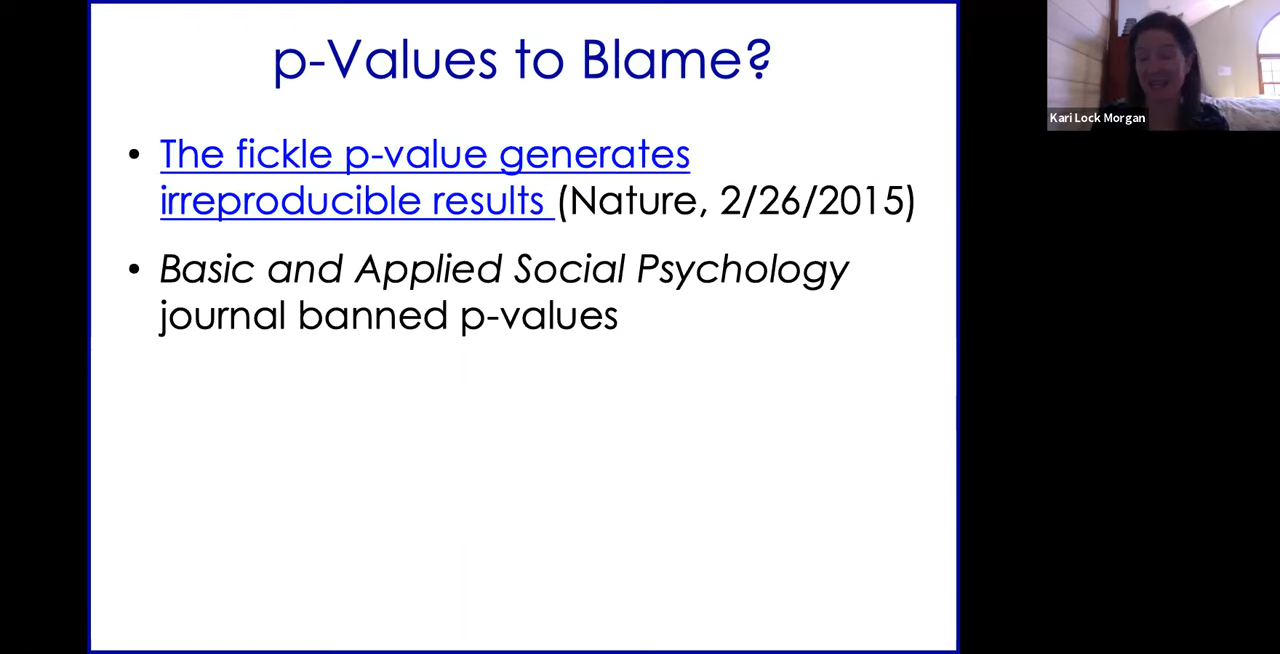 p-Values to Blame?
• The fickle p-value generates
irreproducible results (Nature, 2/26/2015)
• Basic and Applied Social Psychology
journal banned p-values
Kari Lock Morgan